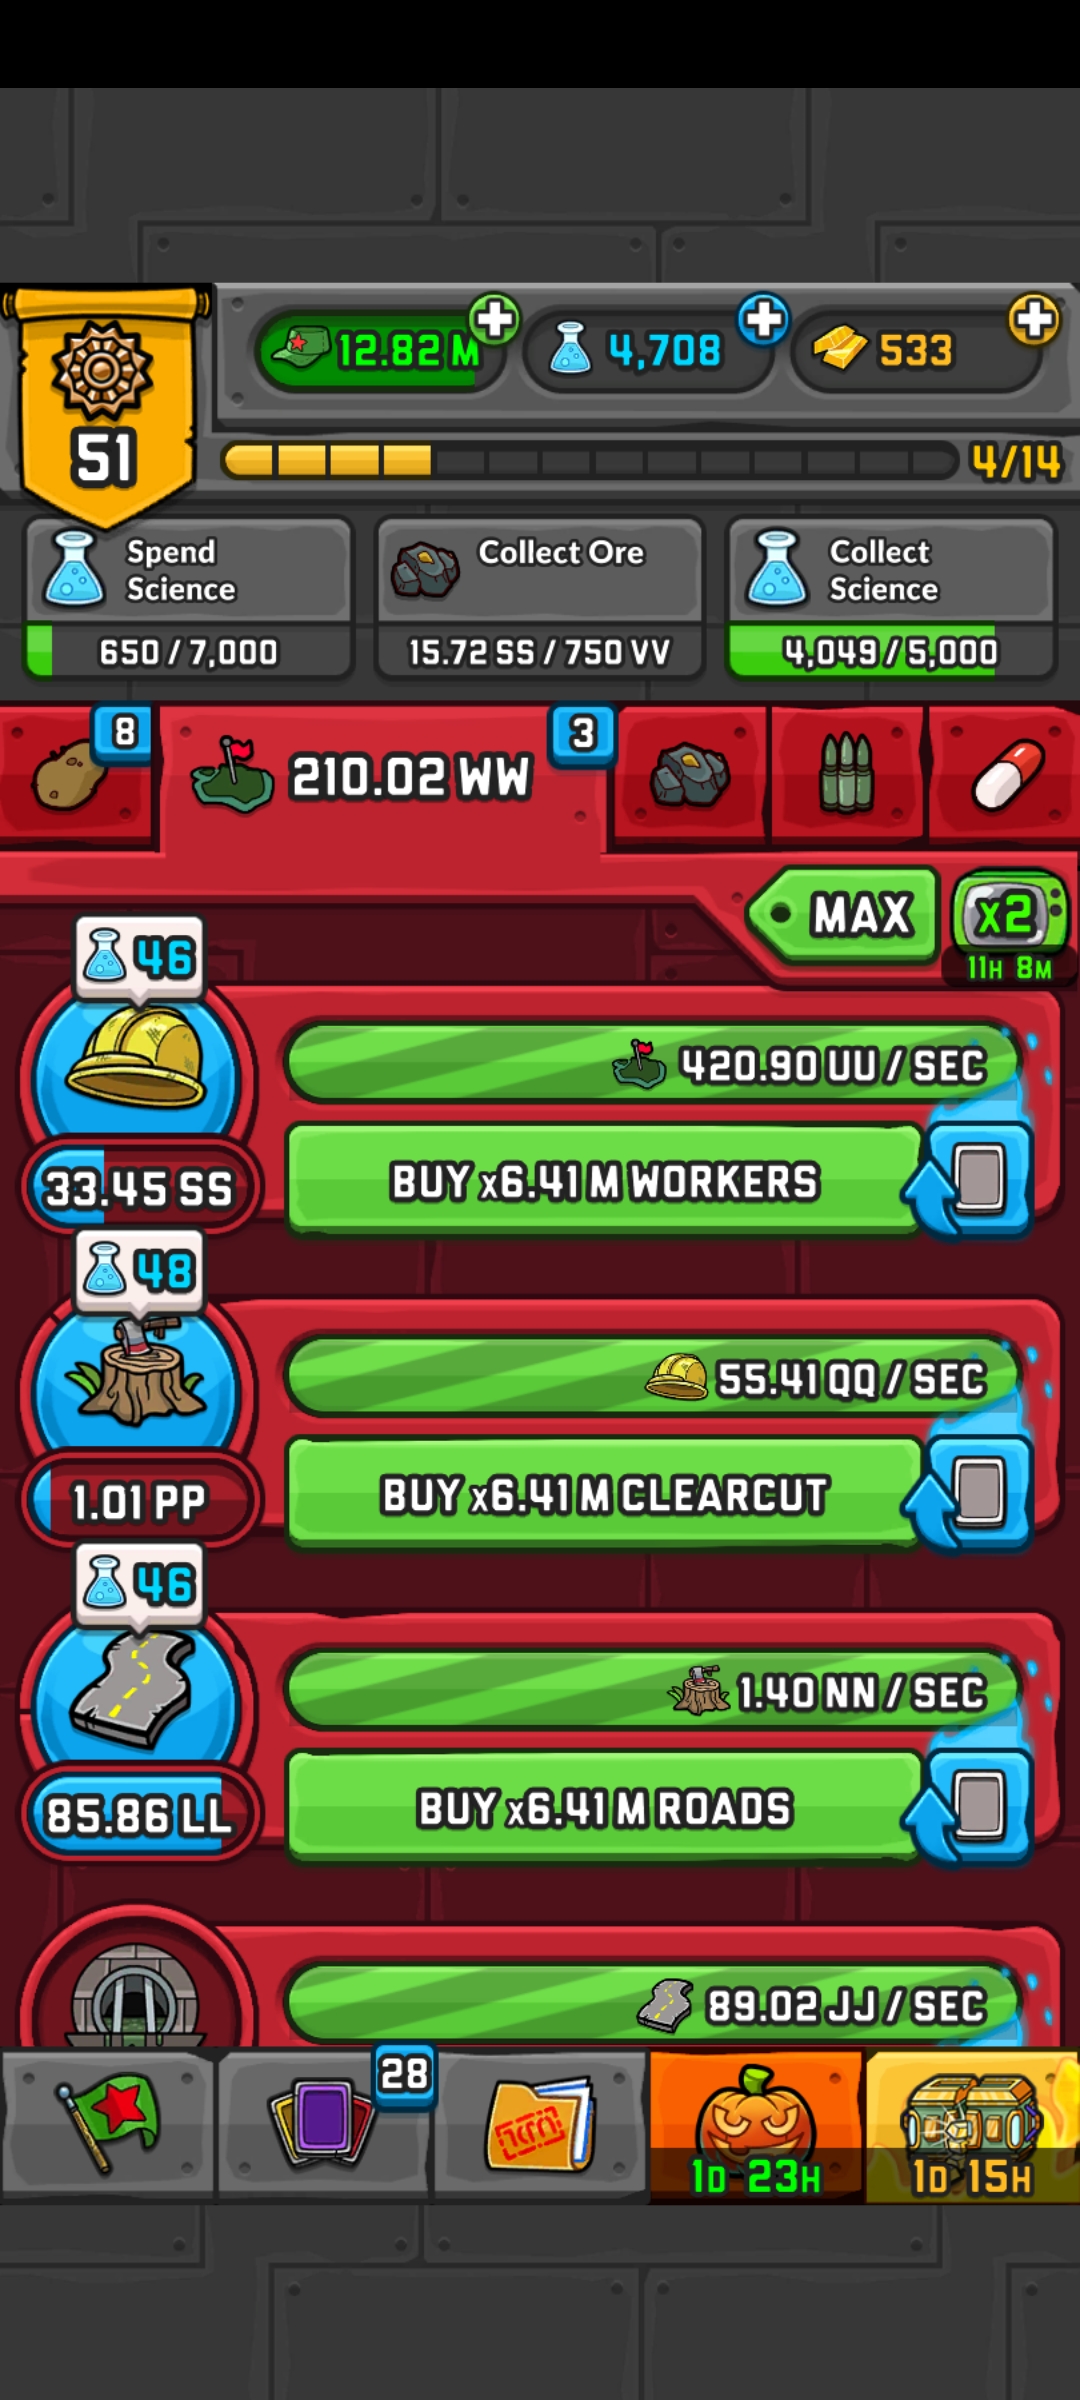 12.82 M
4,708
533
51
4/14
Spend
Science
650 / 7,000
Collect Ore
15.72 SS / 750 VV
Collect
Science
4,049 / 5,000
8
210.02 WW
3
MAX
x2
11H 8M
46
420.90 UU / SEC
BUY x6.41 M WORKERS
33.45 SS
48
55.41 QQ / SEC
BUY x6.41 M CLEARCUT
1.01 PP
46
1.40 NN / SEC
BUY x6.41 M ROADS
85.86 LL
89.02 JJ / SEC
28
1D 23H
1D 15H